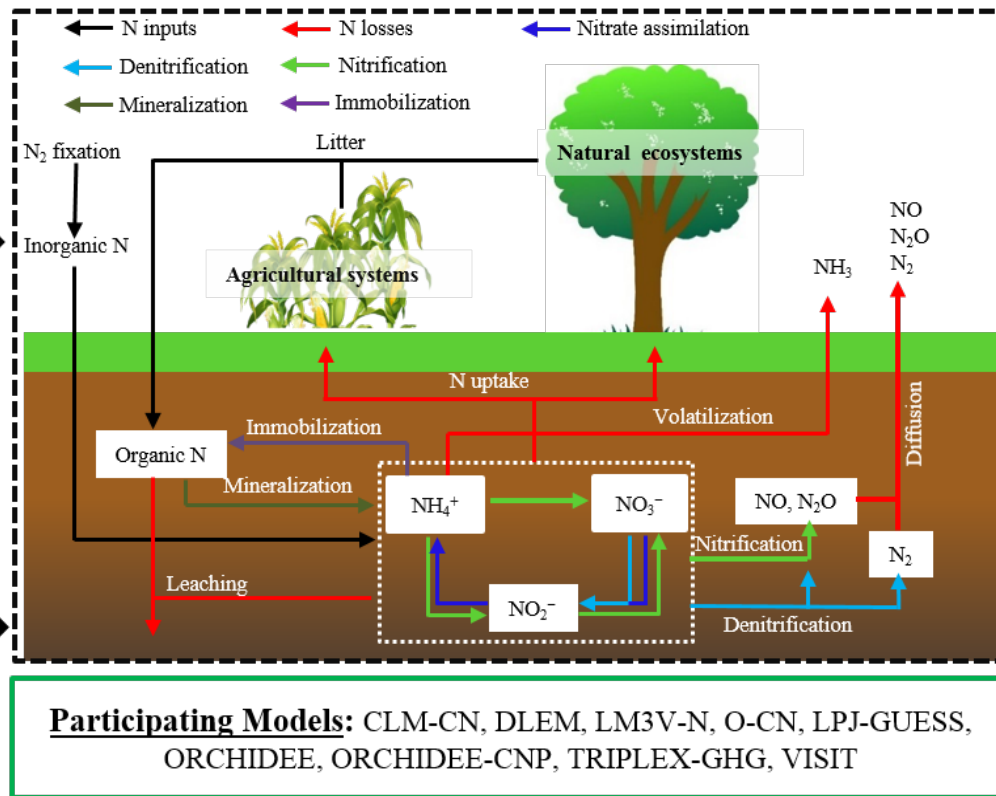 N inputs
N losses
Nitrate assimilation
Denitrification
Nitrification
Mineralization
Immobilization
N₂ fixation
Litter
Natural ecosystems
Inorganic N
Agricultural systems
NO
N₂O
N₂
NH₃
N uptake
Volatilization
Immobilization
Organic N
Mineralization
Diffusion
NH₄⁺
NO₃⁻
NO, N₂O
Nitrification
N₂
Leaching
NO₂⁻
Denitrification
Participating Models: CLM-CN, DLEM, LM3V-N, O-CN, LPJ-GUESS,
ORCHIDEE, ORCHIDEE-CNP, TRIPLEX-GHG, VISIT